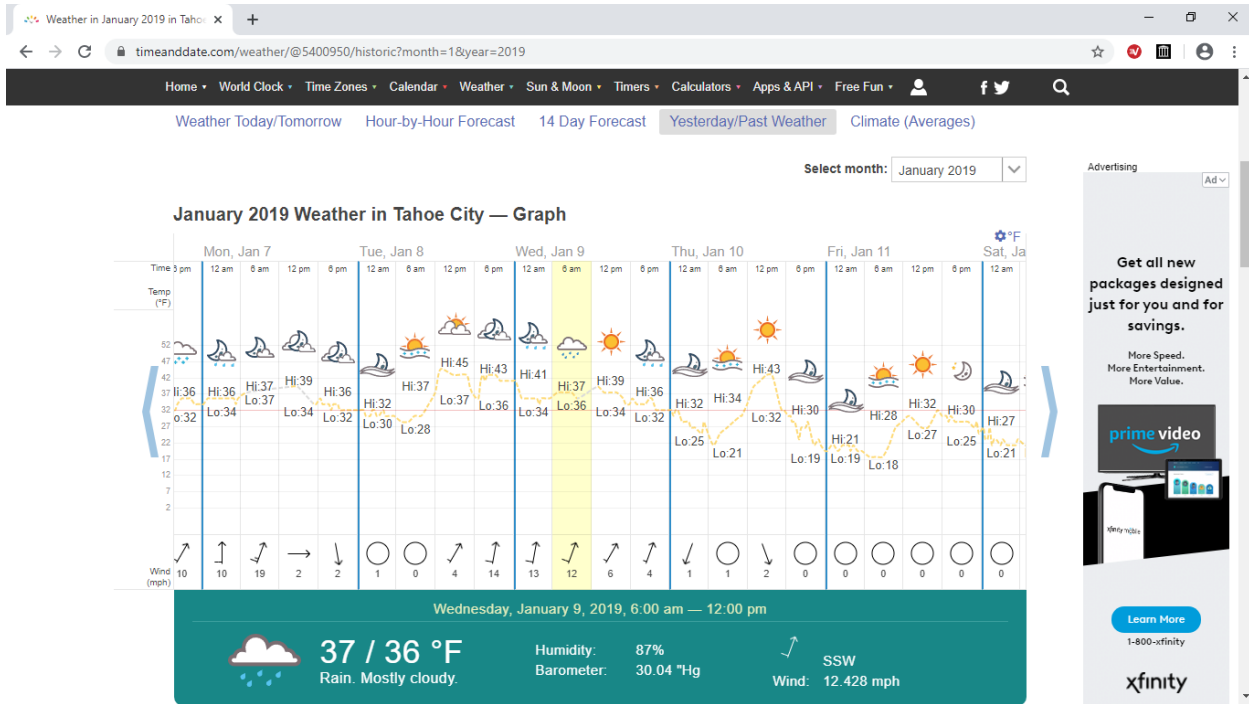 Weather in January 2019 in Taho
timeanddate.com/weather/@5400950/historic?month=1&year=2019
Home World Clock Time Zones Calendar Weather Sun & Moon Timers Calculators Apps & API Free Fun
Weather Today/Tomorrow Hour-by-Hour Forecast 14 Day Forecast Yesterday/Past Weather Climate (Averages)
Select month: January 2019
Advertising
Ad
January 2019 Weather in Tahoe City — Graph
°F
Mon, Jan 7 Tue, Jan 8 Wed, Jan 9 Thu, Jan 10 Fri, Jan 11 Sat, Ja
Time 12 am 6 am 12 pm 6 pm 12 am 6 am 12 pm 6 pm 12 am 6 am 12 pm 6 pm 12 am 6 am 12 pm 6 pm 12 am 6 am 12 pm 6 pm 12 am
Temp
(°F)
52
47
42
37
32
27
22
17
12
7
2
Hi:36 Hi:37 Hi:39 Hi:36 Hi:32 Hi:37 Hi:45 Hi:43 Hi:41 Hi:37 Hi:39 Hi:36 Hi:32 Hi:34 Hi:43 Hi:30 Hi:21 Hi:28 Hi:32 Hi:30 Hi:27
Lo:34 Lo:37 Lo:34 Lo:32 Lo:30 Lo:28 Lo:37 Lo:36 Lo:34 Lo:36 Lo:34 Lo:32 Lo:25 Lo:21 Lo:32 Lo:19 Lo:19 Lo:18 Lo:27 Lo:25 Lo:21
Wind 10 10 19 2 2 1 0 4 14 13 12 6 4 1 1 2 0 0 0 0 0 0
(mph)
Wednesday, January 9, 2019, 6:00 am — 12:00 pm
37 / 36 °F
Rain. Mostly cloudy.
Humidity: 87%
Barometer: 30.04 "Hg
SSW
Wind: 12.428 mph
Get all new
packages designed
just for you and for
savings.
More Speed.
More Entertainment.
More Value.
prime video
xfinity mobile
Learn More
1-800-xfinity
xfinity